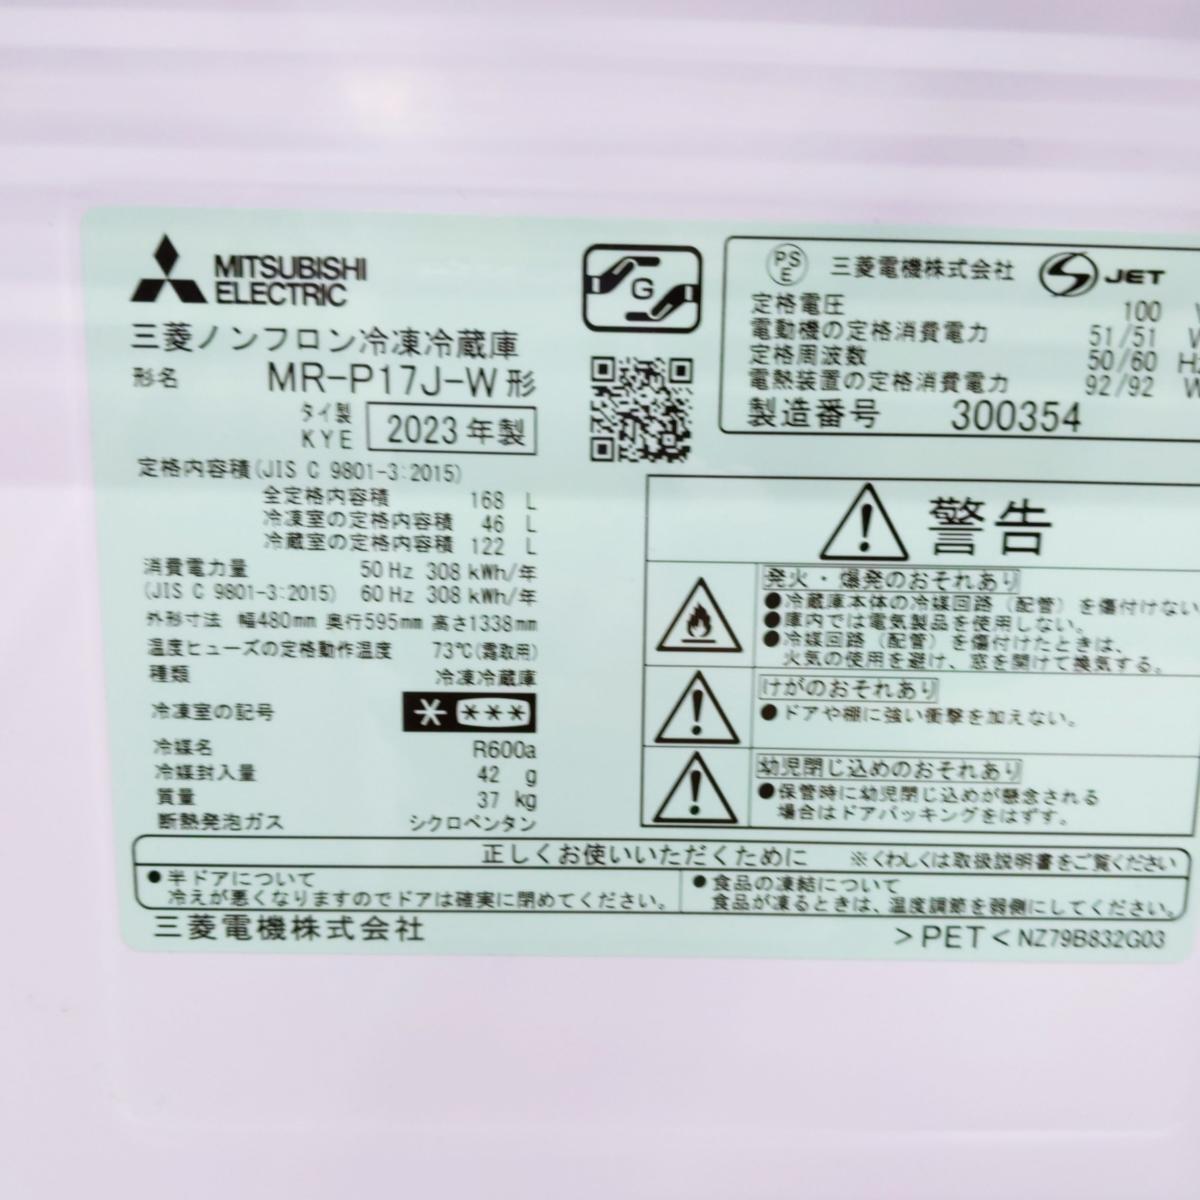 MITSUBISHI
ELECTRIC
三菱ノンフロン冷凍冷蔵庫
形名 MR-P17J-W形
タイ製
KYE 2023年製
定格内容積(JIS C 9801-3:2015)
全定格内容積 168 L
冷凍室の定格内容積 46 L
冷蔵室の定格内容積 122 L
消費電力量 50Hz 308kWh/年
(JIS C 9801-3:2015) 60Hz 308kWh/年
外形寸法 幅480mm 奥行595mm 高さ1338mm
温度ヒューズの定格動作温度 73℃(霜取用)
種類 冷凍冷蔵庫
冷凍室の記号 * ***
冷媒名 R600a
冷媒封入量 42 g
質量 37 kg
断熱発泡ガス シクロペンタン
G
PS
E 三菱電機株式会社 S JET
定格電圧 100 V
電動機の定格消費電力 51/51 W
定格周波数 50/60 Hz
電熱装置の定格消費電力 92/92 W
製造番号 300354
警告
発火・爆発のおそれあり
●冷蔵庫本体の冷媒回路(配管)を傷付けない
●庫内では電気製品を使用しない。
●冷媒回路(配管)を傷付けたときは、
火気の使用を避け、窓を開けて換気する。
けがのおそれあり
●ドアや棚に強い衝撃を加えない。
幼児閉じ込めのおそれあり
●保管時に幼児閉じ込めが懸念される
場合はドアパッキングをはずす。
正しくお使いいただくために ※くわしくは取扱説明書をご覧ください
●半ドアについて
冷えが悪くなりますのでドアは確実に閉めてください。
●食品の凍結について
食品が凍るときは、温度調節を弱側にしてください。
三菱電機株式会社
>PET< NZ79B832G03